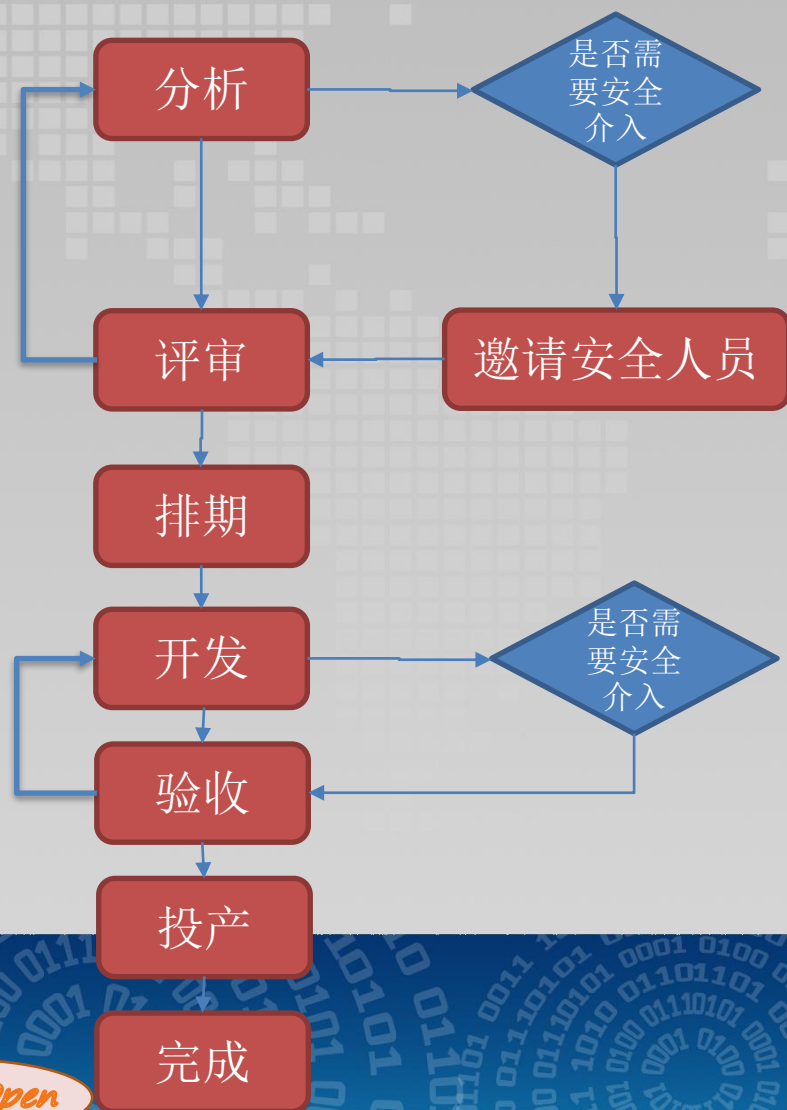 分析
是否需
要安全
介入
评审
邀请安全人员
排期
开发
是否需
要安全
介入
验收
投产
完成
Open